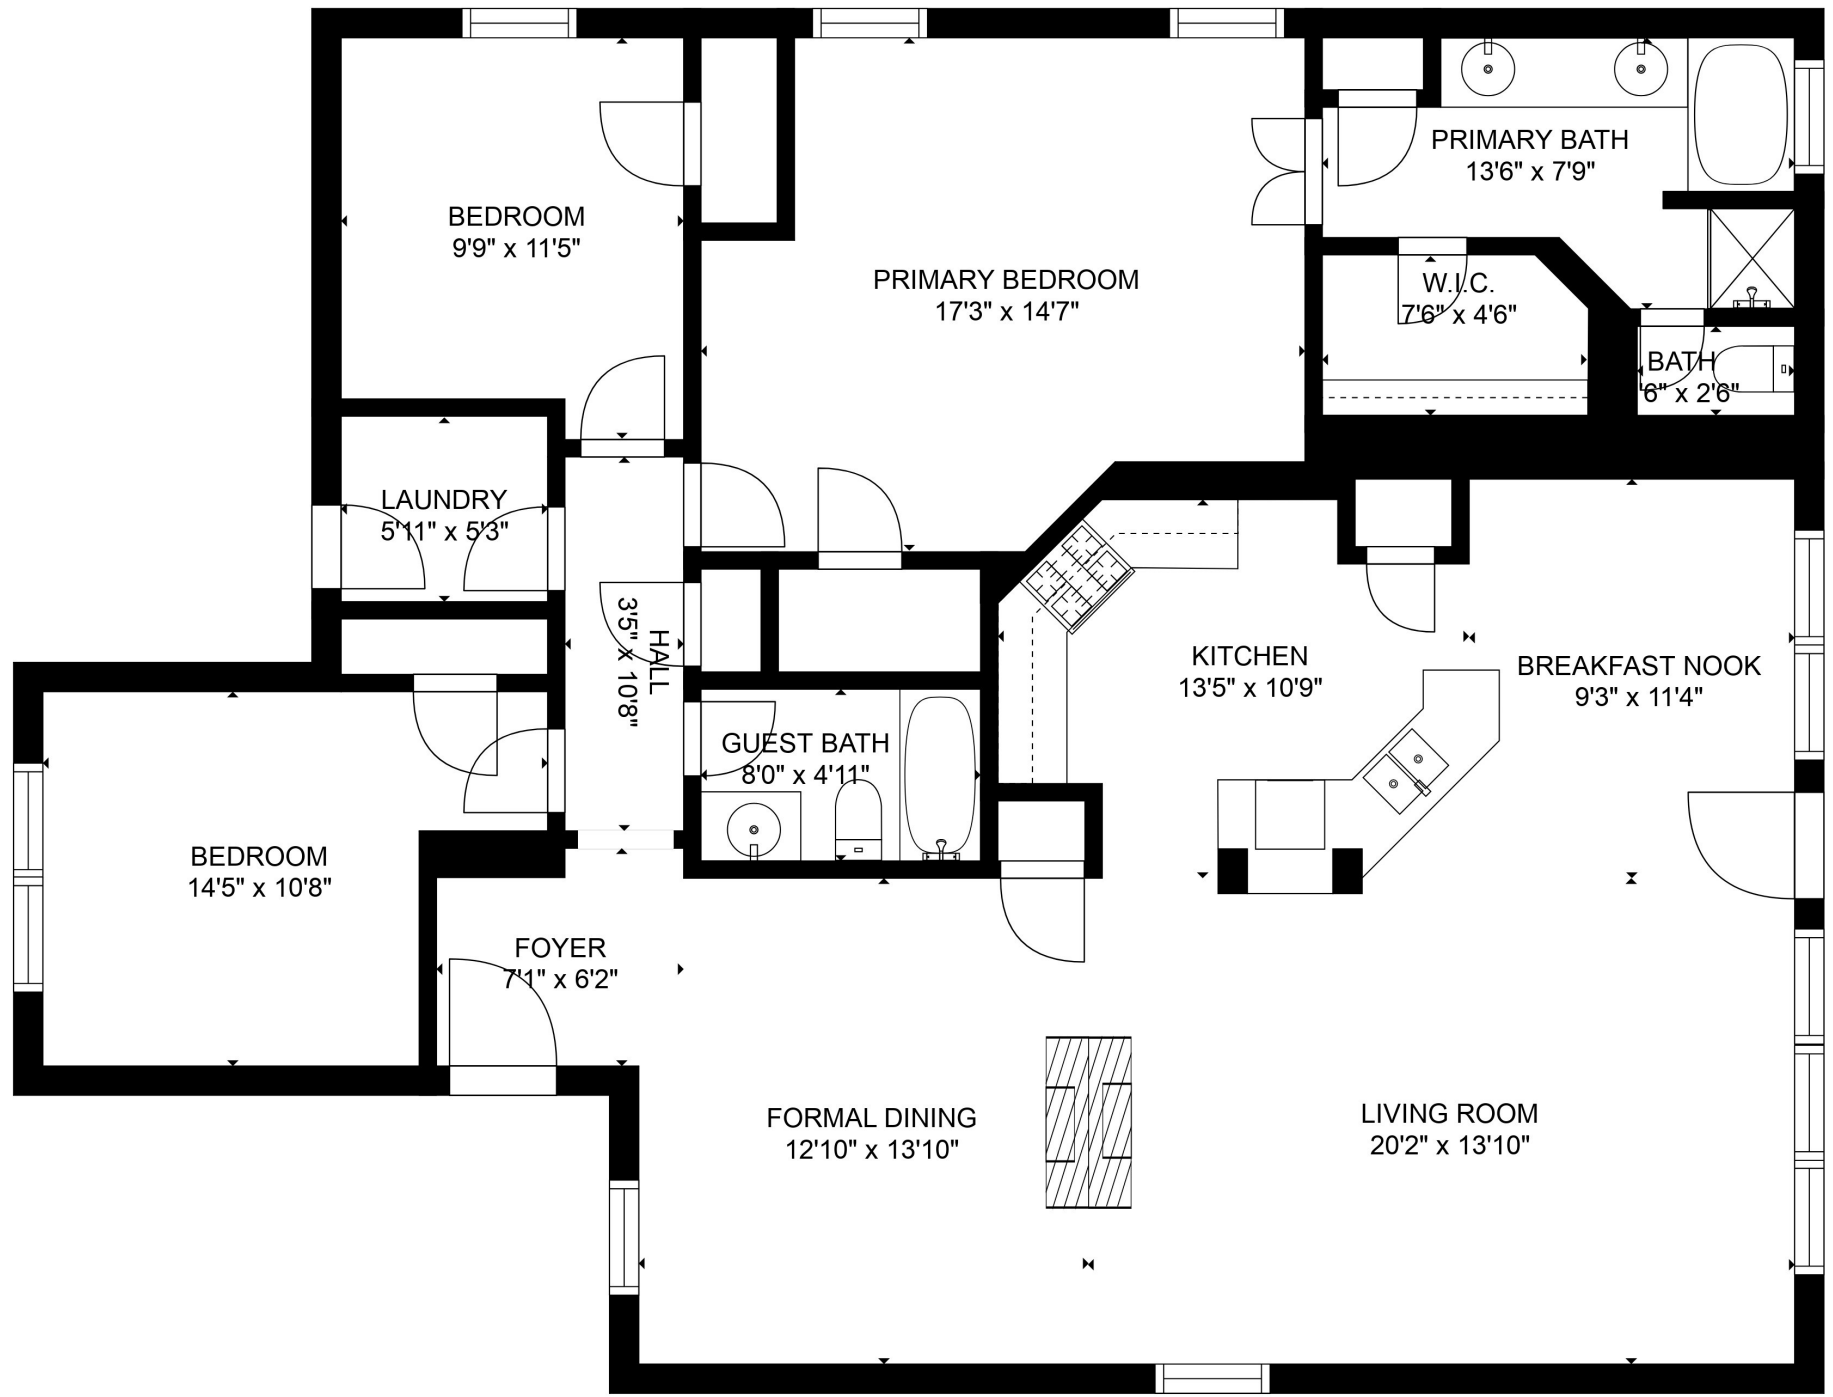 PRIMARY BATH
13'6" x 7'9"
BEDROOM
9'9" x 11'5"
PRIMARY BEDROOM
17'3" x 14'7"
W.I.C.
7'6" x 4'6"
BATH
'6" x 2'6"
LAUNDRY
5'11" x 5'3"
HALL
3'5" x 10'8"
KITCHEN
13'5" x 10'9"
BREAKFAST NOOK
9'3" x 11'4"
GUEST BATH
8'0" x 4'11"
BEDROOM
14'5" x 10'8"
FOYER
7'1" x 6'2"
FORMAL DINING
12'10" x 13'10"
LIVING ROOM
20'2" x 13'10"